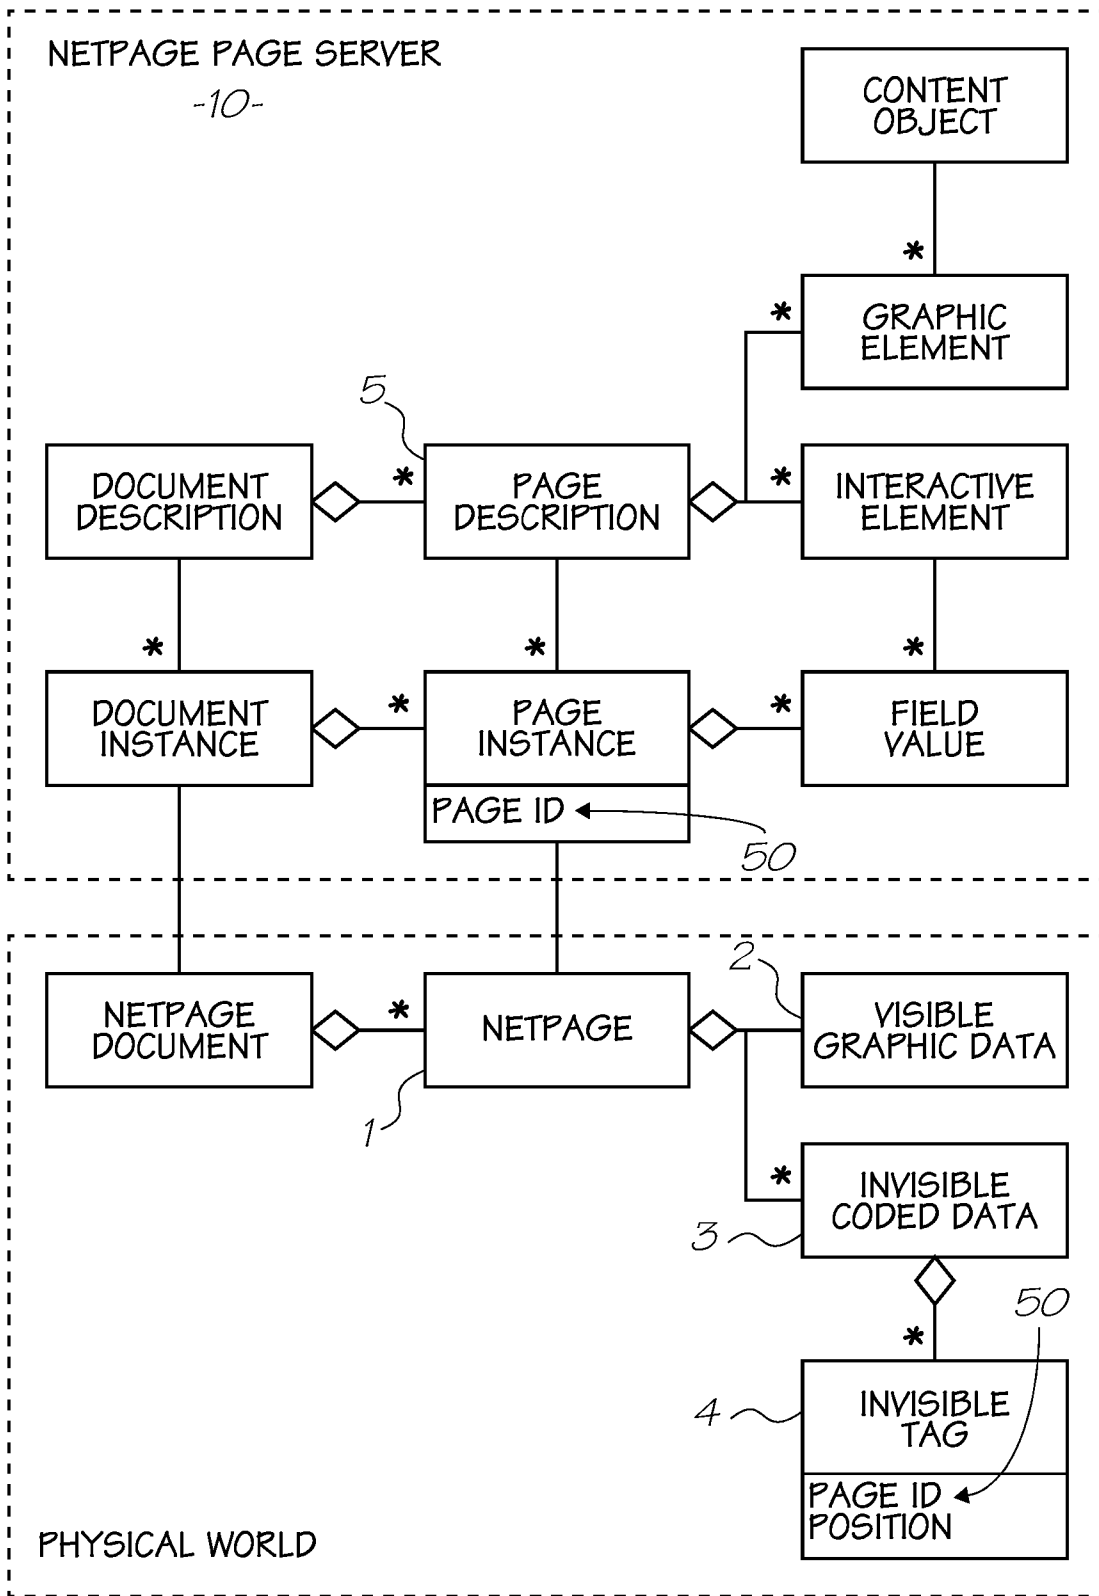 NETPAGE PAGE SERVER
-10-
CONTENT
OBJECT
*
*
GRAPHIC
ELEMENT
5
DOCUMENT
DESCRIPTION
*
PAGE
DESCRIPTION
*
INTERACTIVE
ELEMENT
*
*
*
DOCUMENT
INSTANCE
*
PAGE
INSTANCE
*
FIELD
VALUE
PAGE ID
50
NETPAGE
DOCUMENT
*
NETPAGE
1
2
VISIBLE
GRAPHIC DATA
*
INVISIBLE
CODED DATA
3
*
50
4
INVISIBLE
TAG
PAGE ID
POSITION
PHYSICAL WORLD